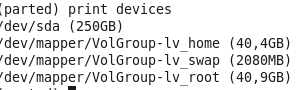 (parted) print devices
/dev/sda (250GB)
/dev/mapper/VolGroup-lv_home (40,4GB)
/dev/mapper/VolGroup-lv_swap (2080MB)
/dev/mapper/VolGroup-lv_root (40,9GB)